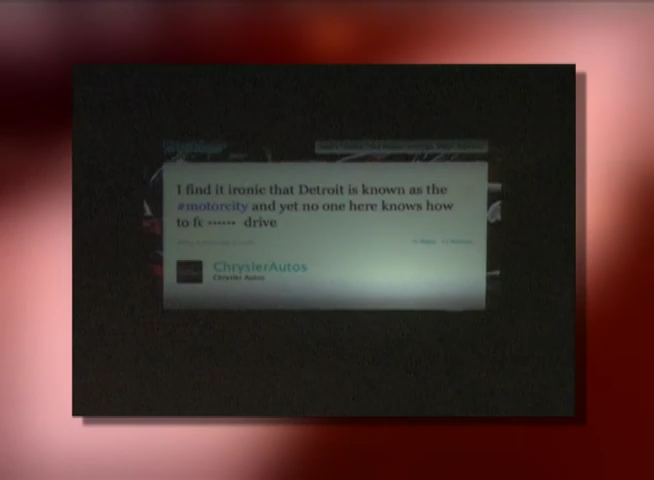 I find it ironic that Detroit is known as the
#motorcity and yet no one here knows how
to fc ------ drive
ChryslerAutos
Chrysler Autos